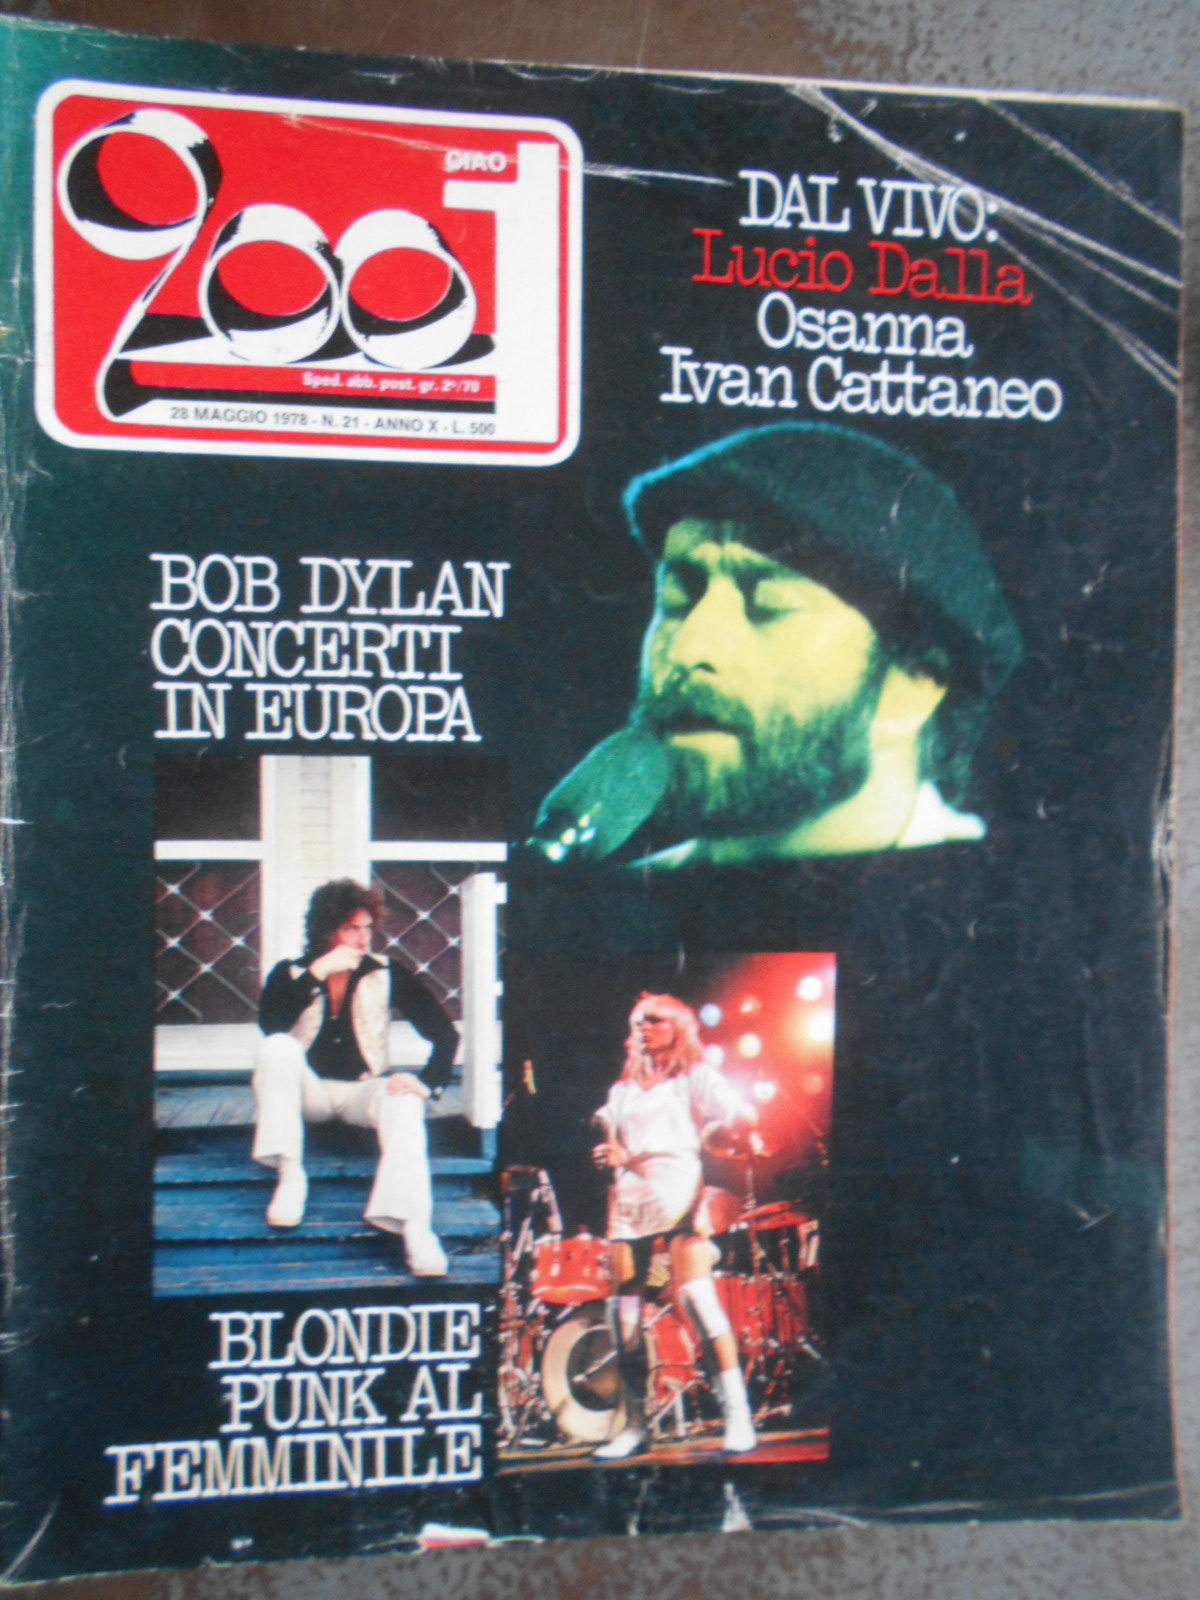 CIAO
2001
Sped. abb. post. gr. 2º/70
28 MAGGIO 1978 - N. 21 - ANNO X - L. 500
DAL VIVO:
Lucio Dalla
Osanna
Ivan Cattaneo
BOB DYLAN
CONCERTI
IN EUROPA
BLONDIE
PUNK AL
FEMMINILE